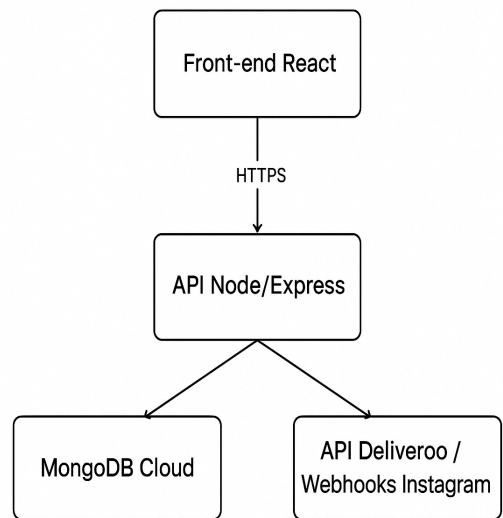 Front-end React
HTTPS
API Node/Express
MongoDB Cloud
API Deliveroo /
Webhooks Instagram